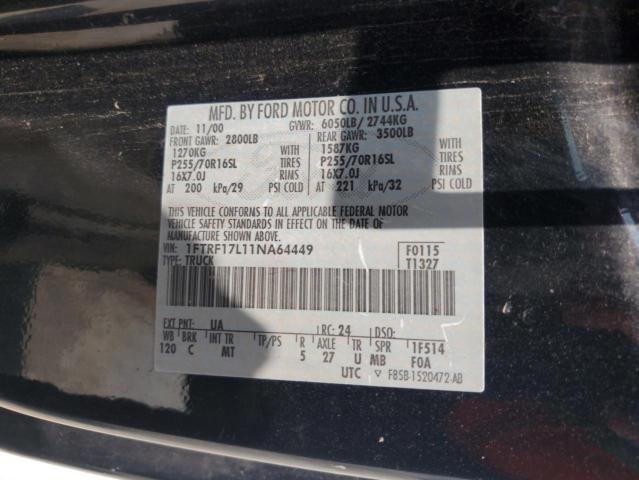 MFD. BY FORD MOTOR CO. IN U.S.A.
DATE: 11/00 GVWR: 6050LB/ 2744KG
FRONT GAWR: 2800LB REAR GAWR: 3500LB
1270KG WITH 1587KG WITH
P255/70R16SL TIRES P255/70R16SL TIRES
16X7.0J RIMS 16X7.0J RIMS
AT 200 kPa/29 PSI COLD AT 221 kPa/32 PSI COLD
THIS VEHICLE CONFORMS TO ALL APPLICABLE FEDERAL MOTOR
VEHICLE SAFETY STANDARDS IN EFFECT ON THE DATE OF
MANUFACTURE SHOWN ABOVE.
VIN: 1FTRF17L11NA64449 F0115
TYPE: TRUCK T1327
EXT PNT: UA RC: 24 DSO:
WB BRK INT TR TP/PS R AXLE TR SPR 1F514
120 C MT 5 27 U MB F0A
UTC ▽ F85B-1520472-AB